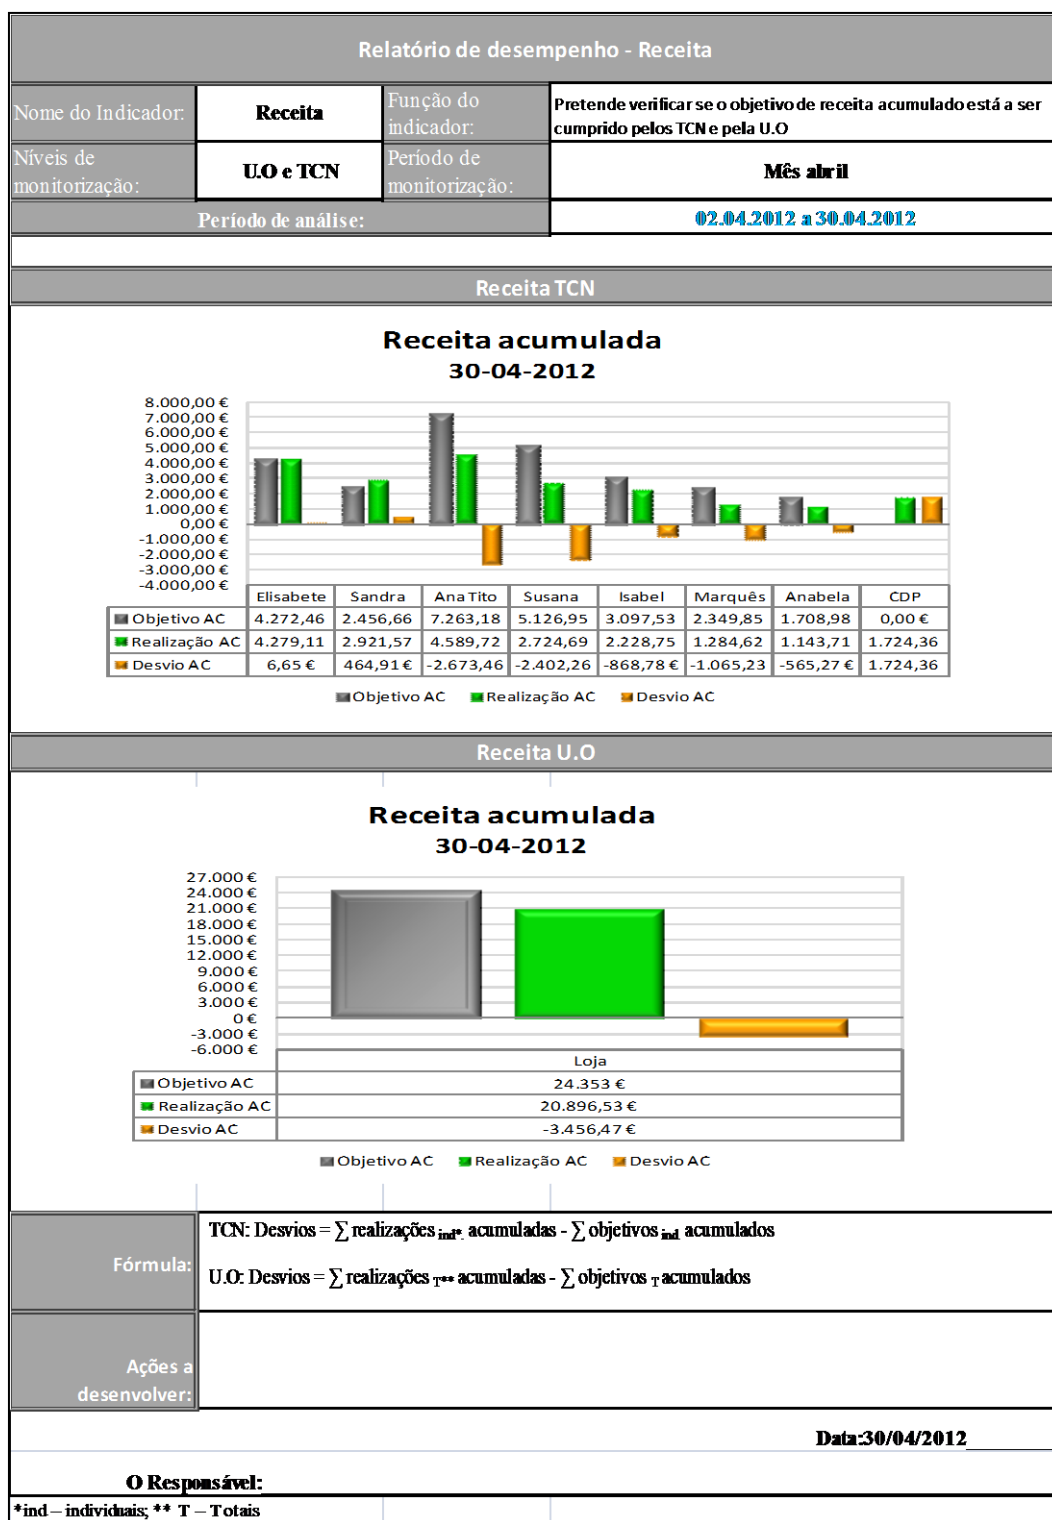 Relatório de desempenho - Receita
Nome do Indicador:
Receita
Função do
indicador:
Pretende verificar se o objetivo de receita acumulado está a ser
cumprido pelos TCN e pela U.O
Níveis de
monitorização:
U.O e TCN
Período de
monitorização:
Mês abril
Período de análise:
02.04.2012 a 30.04.2012
Receita TCN
Receita acumulada
30-04-2012
8.000,00 €
7.000,00 €
6.000,00 €
5.000,00 €
4.000,00 €
3.000,00 €
2.000,00 €
1.000,00 €
0,00 €
-1.000,00 €
-2.000,00 €
-3.000,00 €
-4.000,00 €
Elisabete Sandra Ana Tito Susana Isabel Marquês Anabela CDP
Objetivo AC 4.272,46 2.456,66 7.263,18 5.126,95 3.097,53 2.349,85 1.708,98 0,00 €
Realização AC 4.279,11 2.921,57 4.589,72 2.724,69 2.228,75 1.284,62 1.143,71 1.724,36
Desvio AC 6,65 € 464,91 € -2.673,46 -2.402,26 -868,78 € -1.065,23 -565,27 € 1.724,36
Objetivo AC Realização AC Desvio AC
Receita U.O
Receita acumulada
30-04-2012
27.000 €
24.000 €
21.000 €
18.000 €
15.000 €
12.000 €
9.000 €
6.000 €
3.000 €
0 €
-3.000 €
-6.000 €
Loja
Objetivo AC 24.353 €
Realização AC 20.896,53 €
Desvio AC -3.456,47 €
Objetivo AC Realização AC Desvio AC
Fórmula:
TCN: Desvios = ∑ realizações ind*. acumuladas - ∑ objetivos ind. acumulados
U.O: Desvios = ∑ realizações T** acumuladas - ∑ objetivos T acumulados
Ações a
desenvolver:
Data:30/04/2012
O Responsável:
*ind – individuais; ** T – Totais